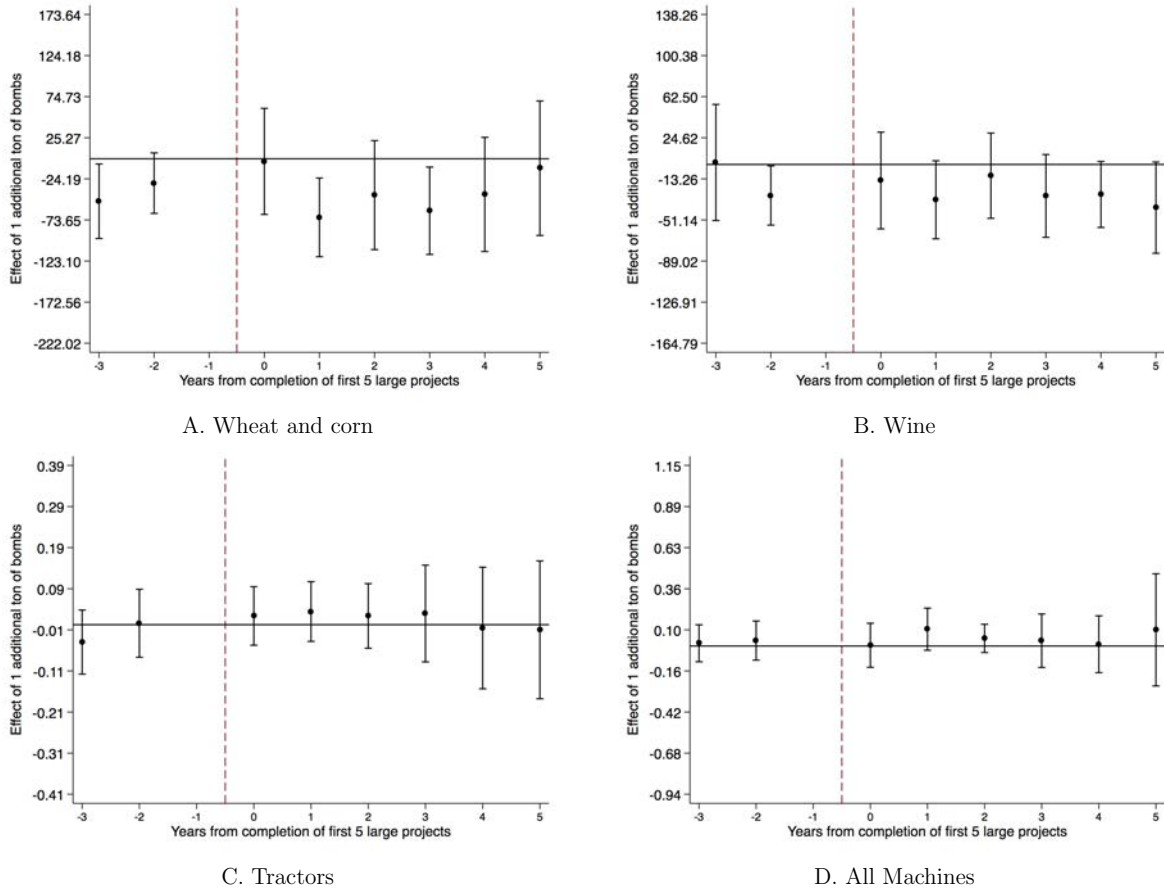 173.64
124.18
74.73
25.27
-24.19
-73.65
-123.10
-172.56
-222.02
Effect of 1 additional ton of bombs
-3 -2 -1 0 1 2 3 4 5
Years from completion of first 5 large projects
A. Wheat and corn
138.26
100.38
62.50
24.62
-13.26
-51.14
-89.02
-126.91
-164.79
Effect of 1 additional ton of bombs
-3 -2 -1 0 1 2 3 4 5
Years from completion of first 5 large projects
B. Wine
0.39
0.29
0.19
0.09
-0.01
-0.11
-0.21
-0.31
-0.41
Effect of 1 additional ton of bombs
-3 -2 -1 0 1 2 3 4 5
Years from completion of first 5 large projects
C. Tractors
1.15
0.89
0.63
0.36
0.10
-0.16
-0.42
-0.68
-0.94
Effect of 1 additional ton of bombs
-3 -2 -1 0 1 2 3 4 5
Years from completion of first 5 large projects
D. All Machines